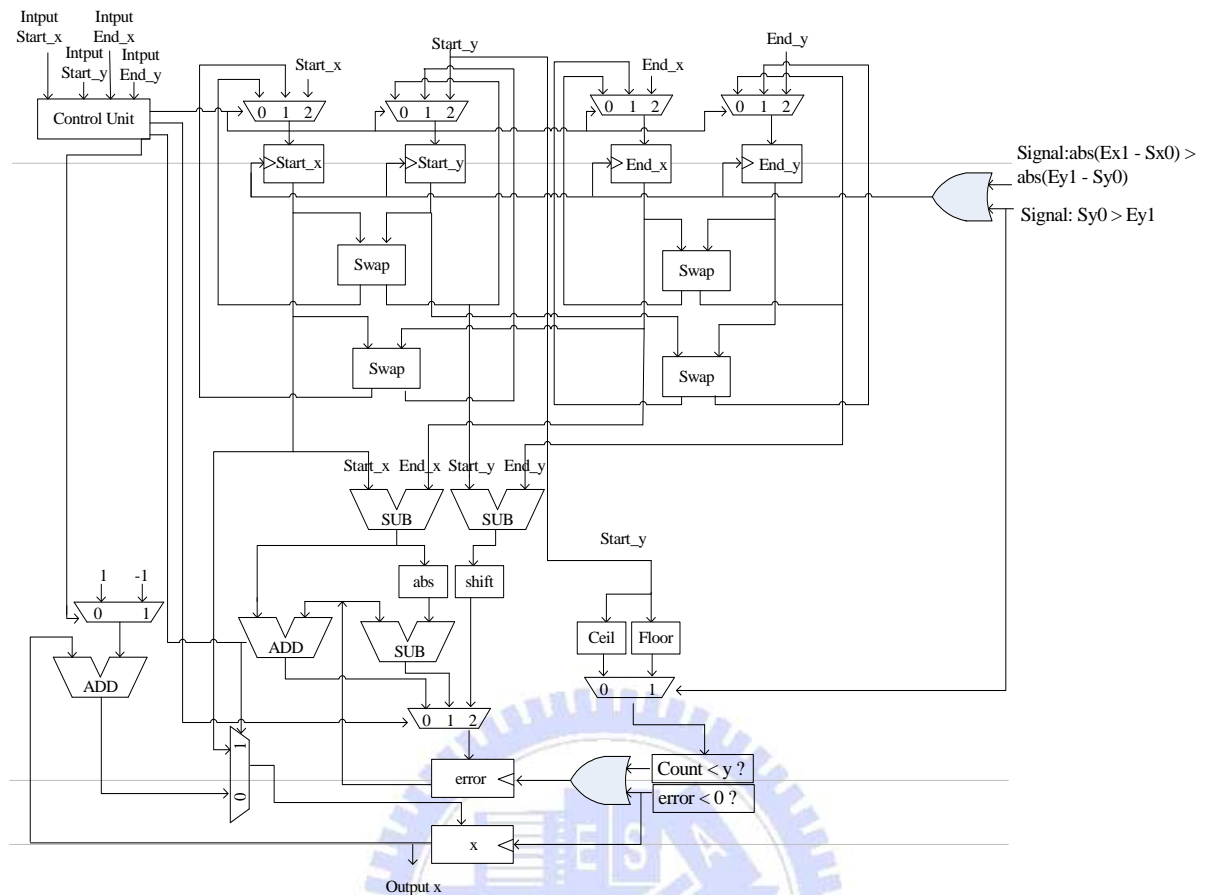 Intput
Start_x
Intput
End_x
Intput
Start_y
Intput
End_y
Control Unit
Start_x
Start_y
End_x
End_y
0 1 2
0 1 2
0 1 2
0 1 2
Start_x
Start_y
End_x
End_y
Signal:abs(Ex1 - Sx0) >
abs(Ey1 - Sy0)
Signal: Sy0 > Ey1
Swap
Swap
Swap
Swap
Start_x
End_x
Start_y
End_y
SUB
SUB
Start_y
abs
shift
1
-1
0 1
ADD
ADD
SUB
Ceil
Floor
0 1
0 1 2
1
0
error
Count < y ?
error < 0 ?
x
Output x
E S A